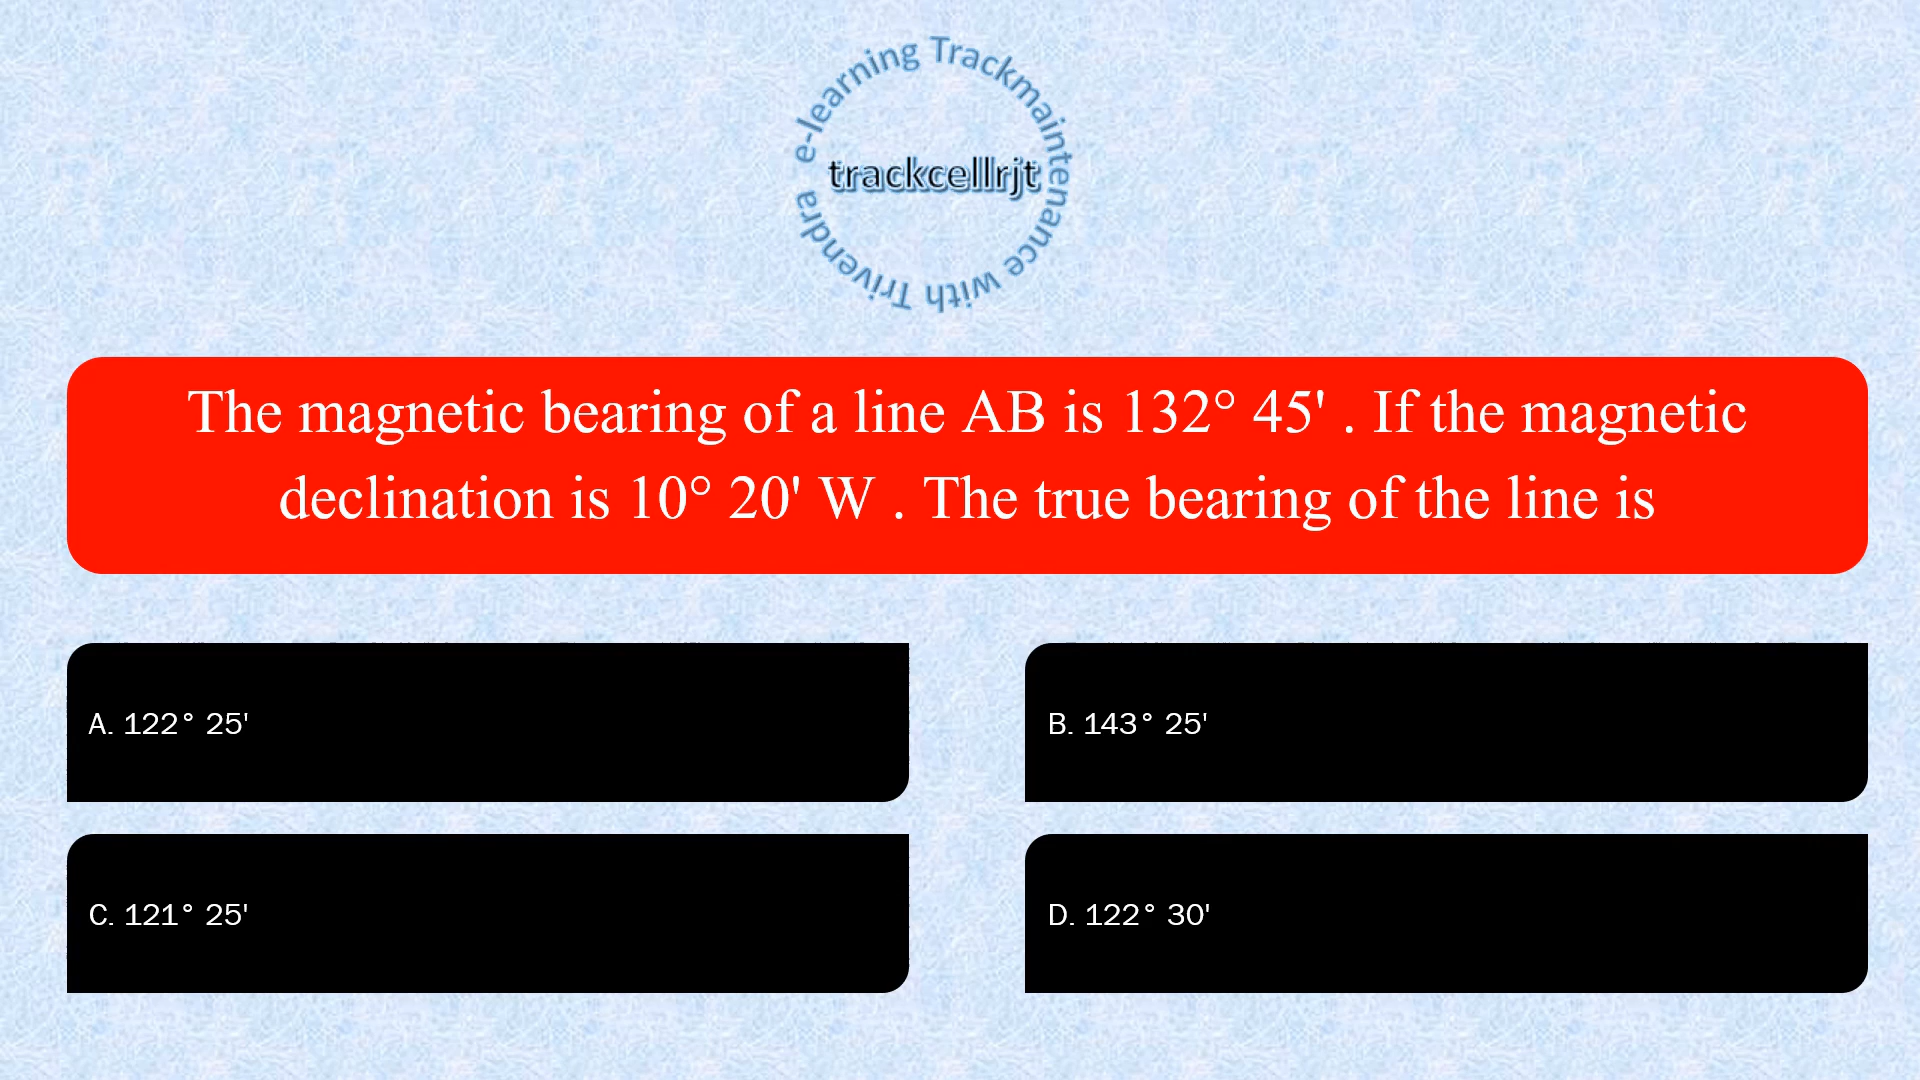 e-learning Trackmaintenance with Trivendra
trackcellrjt
The magnetic bearing of a line AB is 132° 45' . If the magnetic
declination is 10° 20' W . The true bearing of the line is
A. 122° 25'
B. 143° 25'
C. 121° 25'
D. 122° 30'